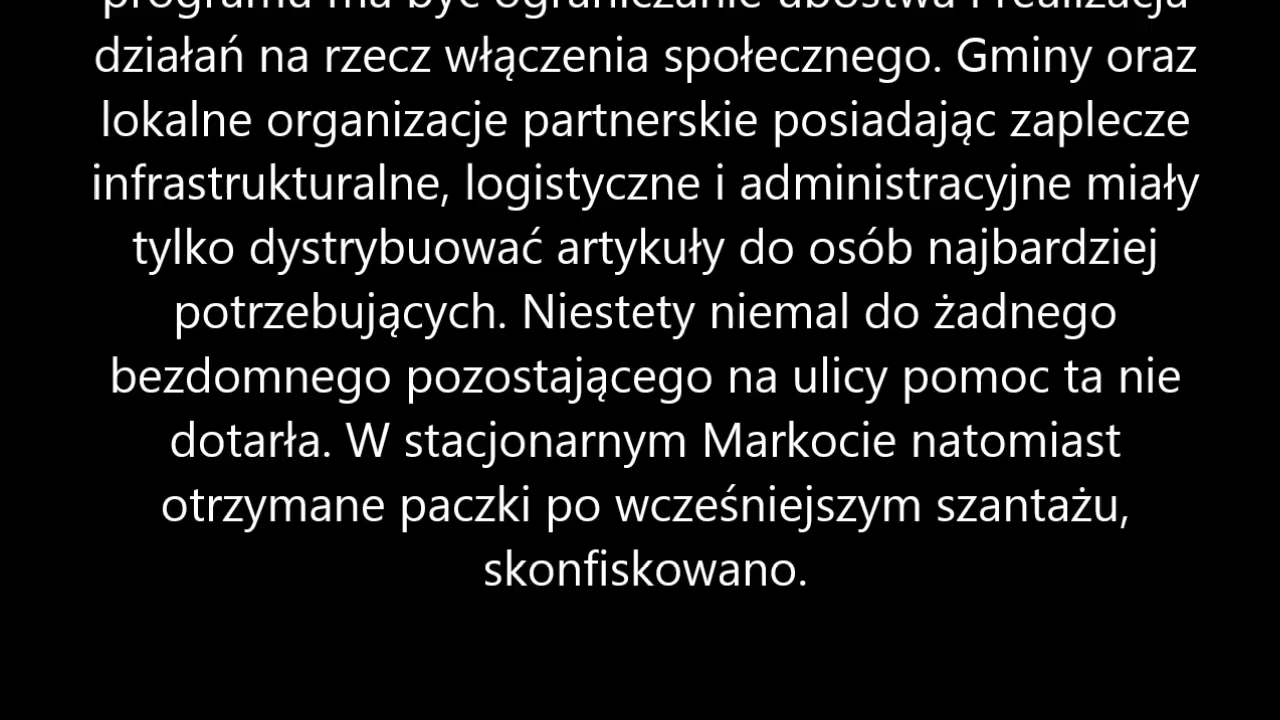 programu ma być ograniczanie ubóstwa i realizacja
działań na rzecz włączenia społecznego. Gminy oraz
lokalne organizacje partnerskie posiadając zaplecze
infrastrukturalne, logistyczne i administracyjne miały
tylko dystrybuować artykuły do osób najbardziej
potrzebujących. Niestety niemal do żadnego
bezdomnego pozostającego na ulicy pomoc ta nie
dotarła. W stacjonarnym Markocie natomiast
otrzymane paczki po wcześniejszym szantażu,
skonfiskowano.